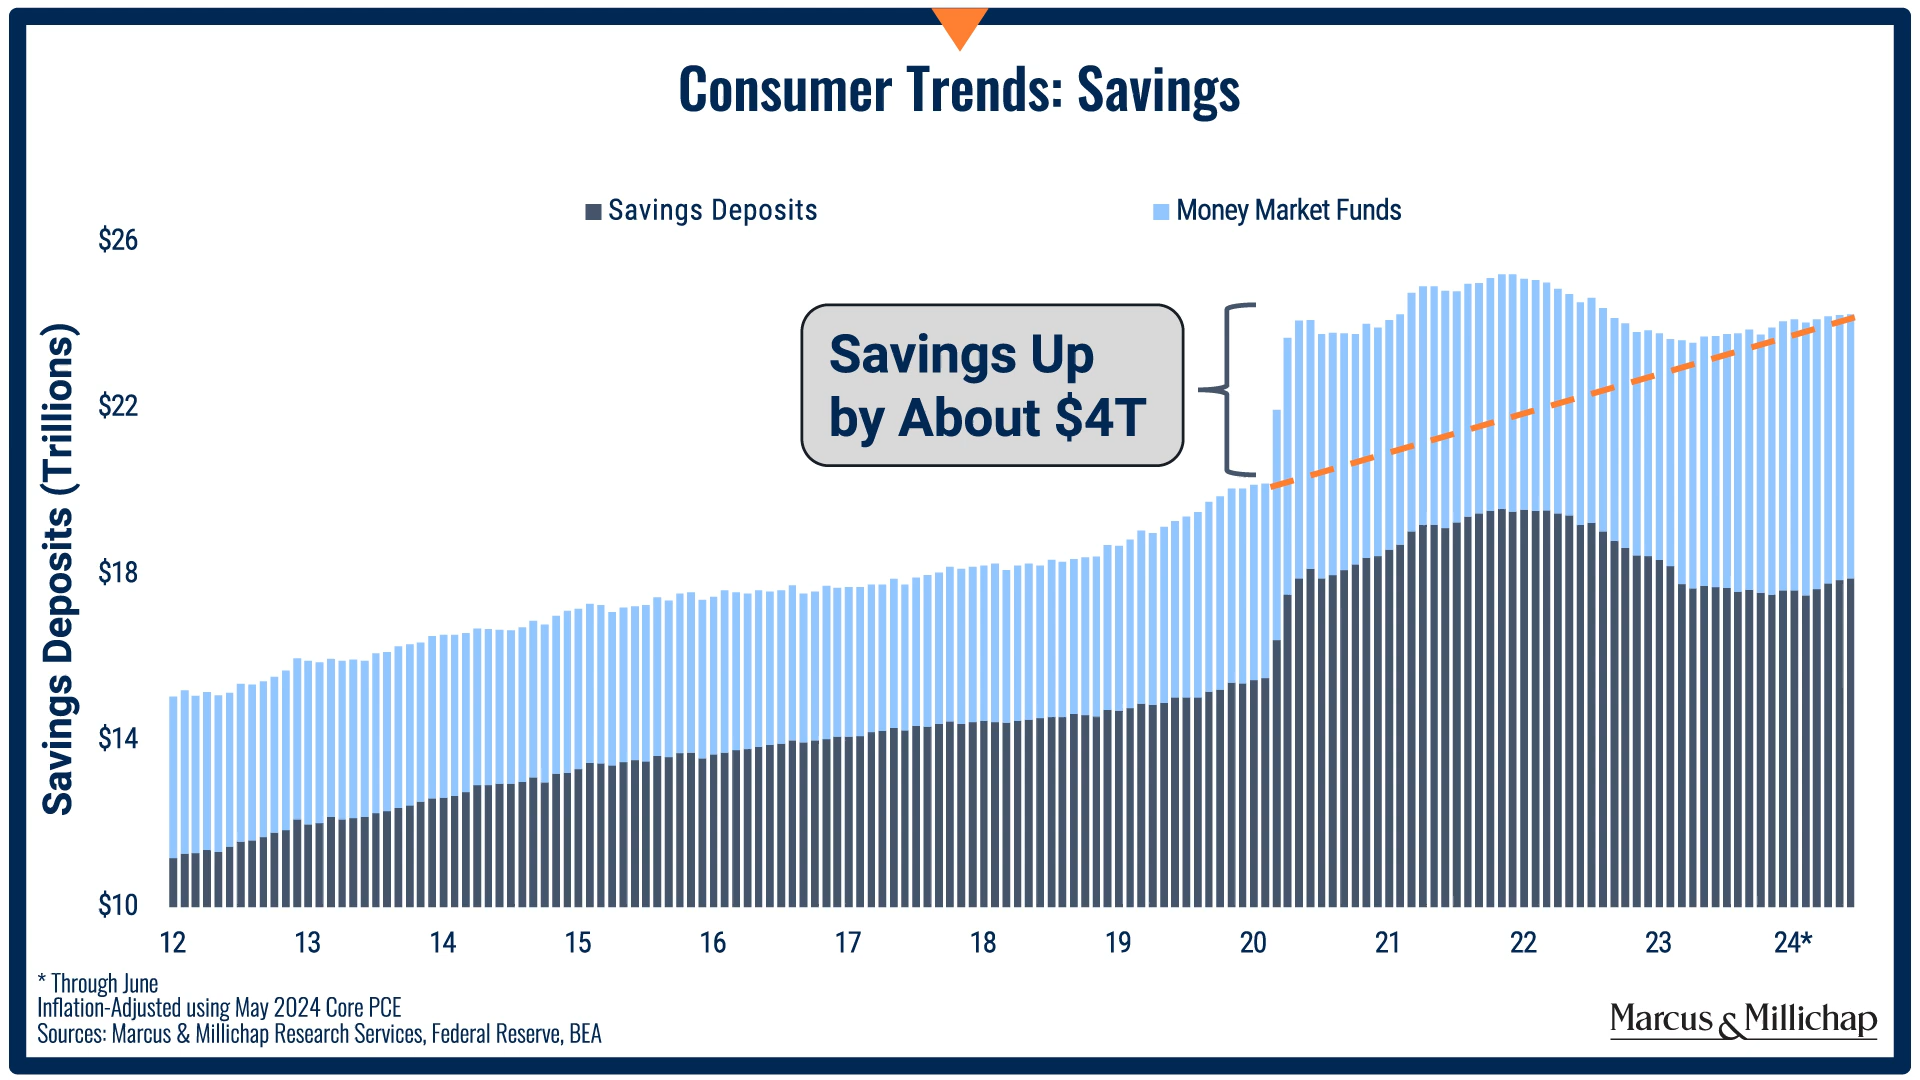 Consumer Trends: Savings
Savings Deposits
Money Market Funds
Savings Deposits (Trillions)
$26
$22
$18
$14
$10
Savings Up
by About $4T
12 13 14 15 16 17 18 19 20 21 22 23 24*
* Through June
Inflation-Adjusted using May 2024 Core PCE
Sources: Marcus & Millichap Research Services, Federal Reserve, BEA
Marcus & Millichap